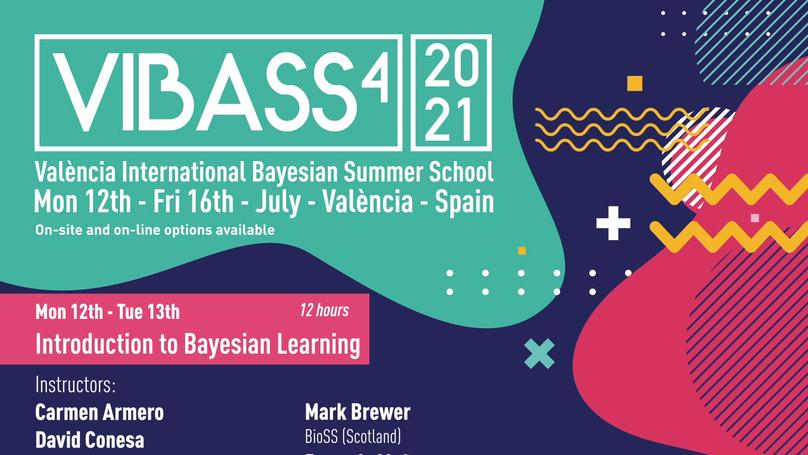 VIBASS4
20
21
València International Bayesian Summer School
Mon 12th - Fri 16th - July - València - Spain
On-site and on-line options available
Mon 12th - Tue 13th
12 hours
Introduction to Bayesian Learning
Instructors:
Carmen Armero
David Conesa
Mark Brewer
BioSS (Scotland)